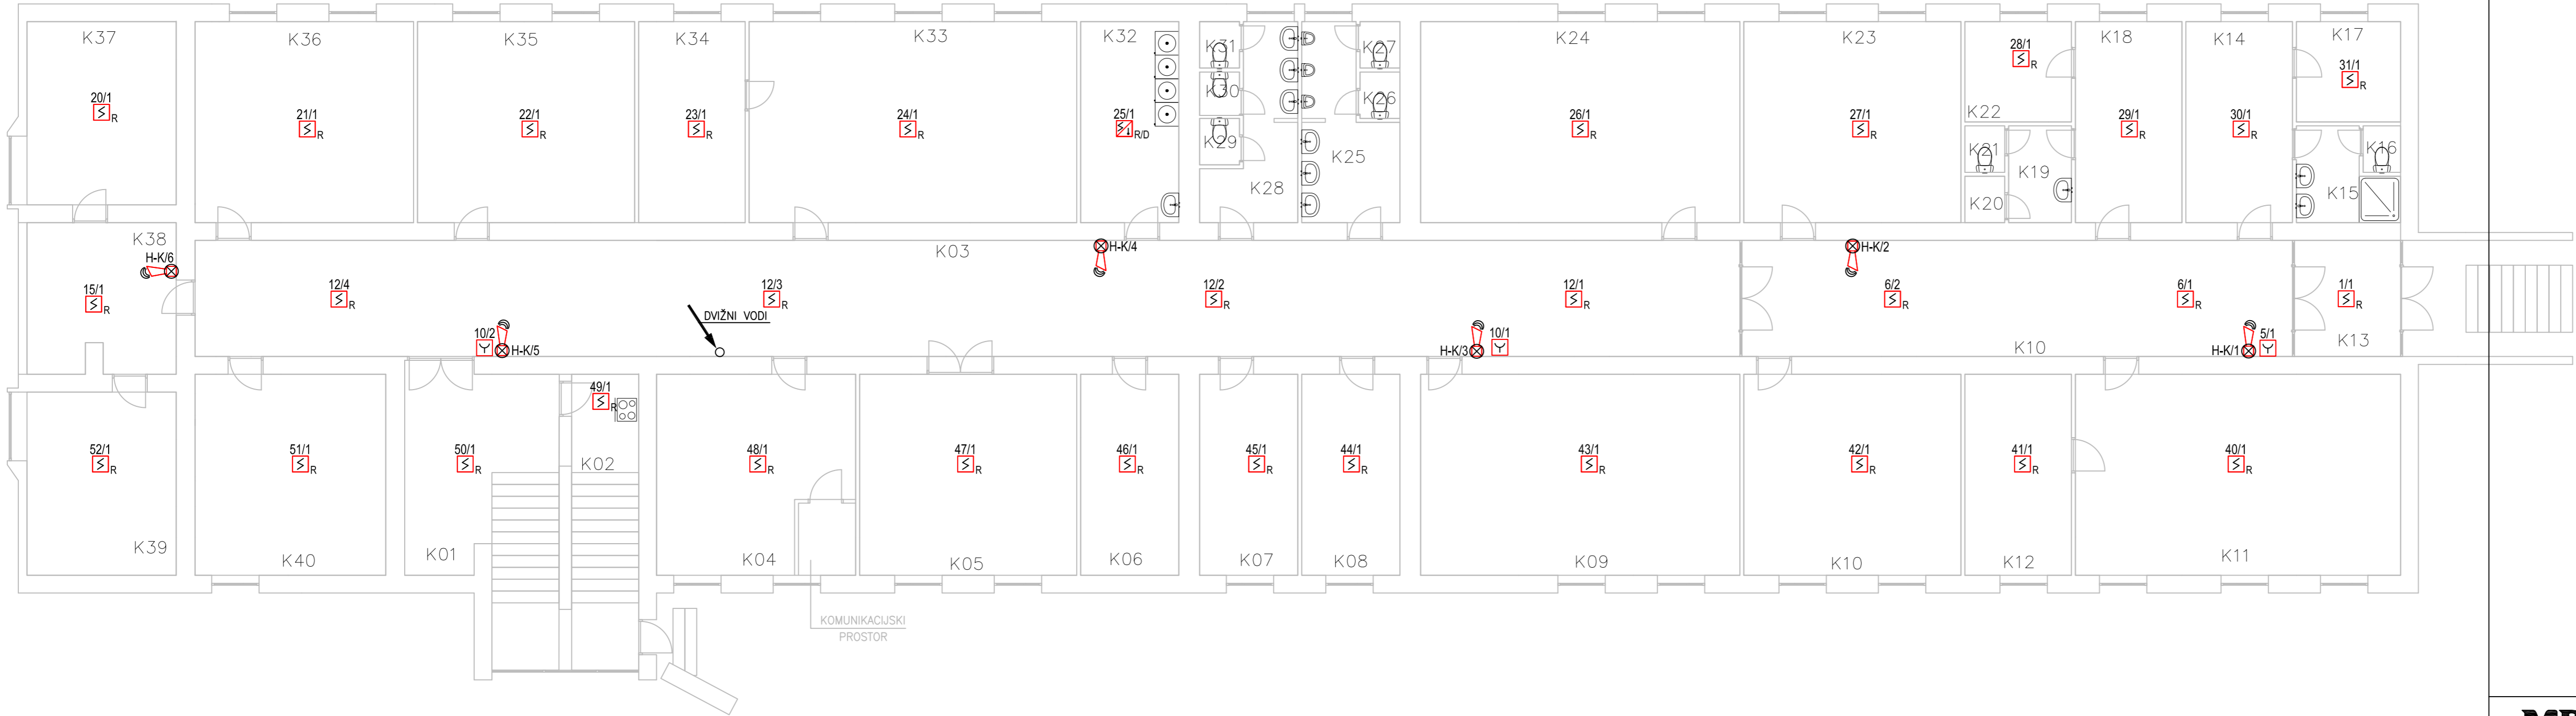 K37
K36
K35
K34
K33
K32
K31
K27
K24
K23
K18
K14
K17
28/1
R
31/1
R
20/1
R
21/1
R
22/1
R
23/1
R
24/1
R
25/1
R/D
K30
K26
26/1
R
27/1
R
K22
29/1
R
30/1
R
K29
K25
K21
K19
K16
K28
K20
K15
K38
H-K/6
K03
H-K/4
H-K/2
15/1
R
12/4
R
12/3
R
12/2
R
12/1
R
6/2
R
6/1
R
1/1
R
DVIŽNI VODI
10/2
H-K/5
H-K/3
10/1
K10
H-K/1
5/1
K13
49/1
R
52/1
R
51/1
R
50/1
R
K02
48/1
R
47/1
R
46/1
R
45/1
R
44/1
R
43/1
R
42/1
R
41/1
R
40/1
R
K39
K40
K01
K04
K05
K06
K07
K08
K09
K10
K12
K11
KOMUNIKACIJSKI
PROSTOR